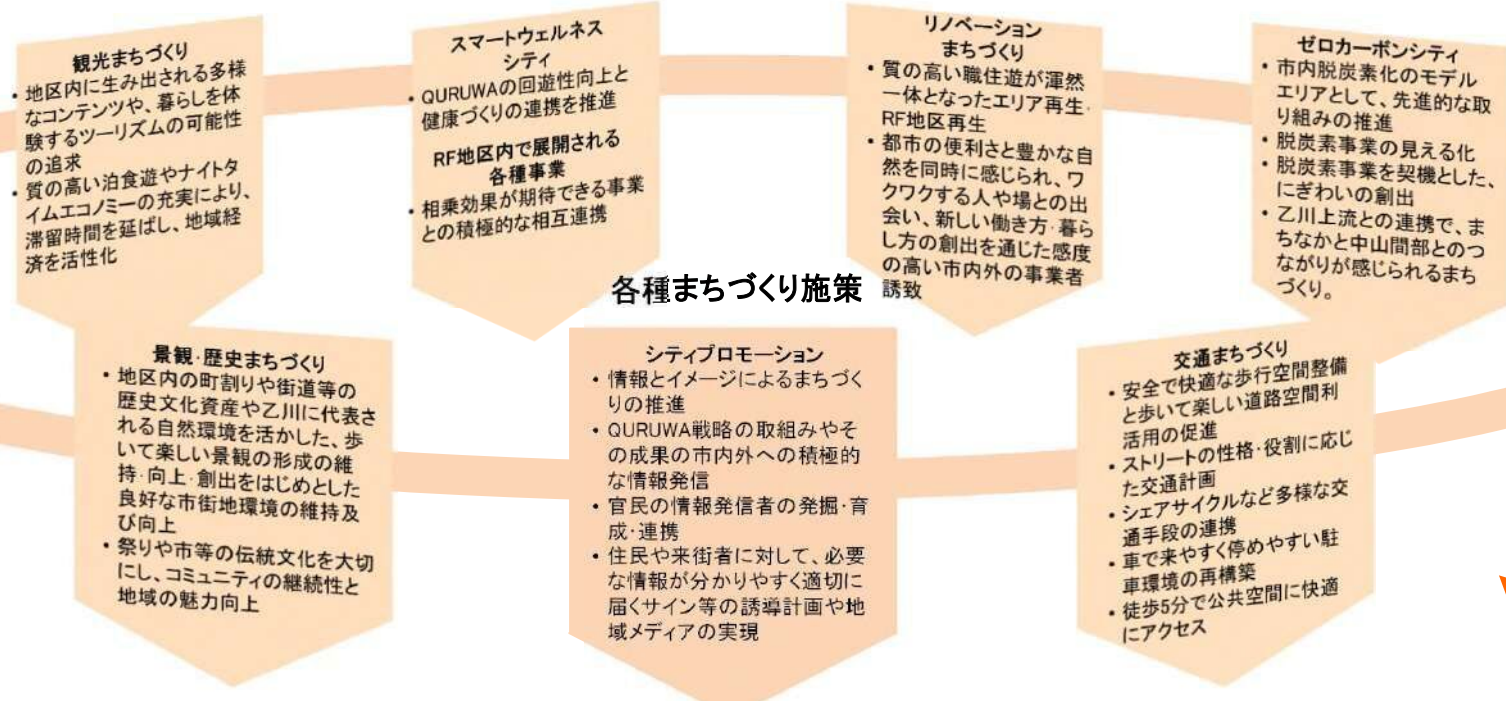 観光まちづくり
・地区内に生み出される多様
なコンテンツや、暮らしを体
験するツーリズムの可能性
の追求
・質の高い泊食遊やナイトタ
イムエコノミーの充実により、
滞留時間を延ばし、地域経
済を活性化
スマートウェルネス
シティ
・QURUWAの回遊性向上と
健康づくりの連携を推進
RF地区内で展開される
各種事業
・相乗効果が期待できる事業
との積極的な相互連携
リノベーション
まちづくり
・質の高い職住遊が渾然
一体となったエリア再生・
RF地区再生
・都市の便利さと豊かな自
然を同時に感じられ、ワ
クワクする人や場との出
会い、新しい働き方・暮ら
し方の創出を通じた感度
の高い市内外の事業者
誘致
ゼロカーボンシティ
・市内脱炭素化のモデル
エリアとして、先進的な取
り組みの推進
・脱炭素事業の見える化
・脱炭素事業を契機とした、
にぎわいの創出
・乙川上流との連携で、ま
ちなかと中山間部とのつ
ながりが感じられるまち
づくり。
各種まちづくり施策
景観・歴史まちづくり
・地区内の町割りや街道等の
歴史文化資産や乙川に代表さ
れる自然環境を活かした、歩
いて楽しい景観の形成の維
持・向上・創出をはじめとした
良好な市街地環境の維持及
び向上
・祭りや市等の伝統文化を大切
にし、コミュニティの継続性と
地域の魅力向上
シティプロモーション
・情報とイメージによるまちづく
りの推進
・QURUWA戦略の取組みやそ
の成果の市内外への積極的
な情報発信
・官民の情報発信者の発掘・育
成・連携
・住民や来街者に対して、必要
な情報が分かりやすく適切に
届くサイン等の誘導計画や地
域メディアの実現
交通まちづくり
・安全で快適な歩行空間整備
と歩いて楽しい道路空間利
活用の促進
・ストリートの性格・役割に応じ
た交通計画
・シェアサイクルなど多様な交
通手段の連携
・車で来やすく停めやすい駐
車環境の再構築
・徒歩5分で公共空間に快適
にアクセス